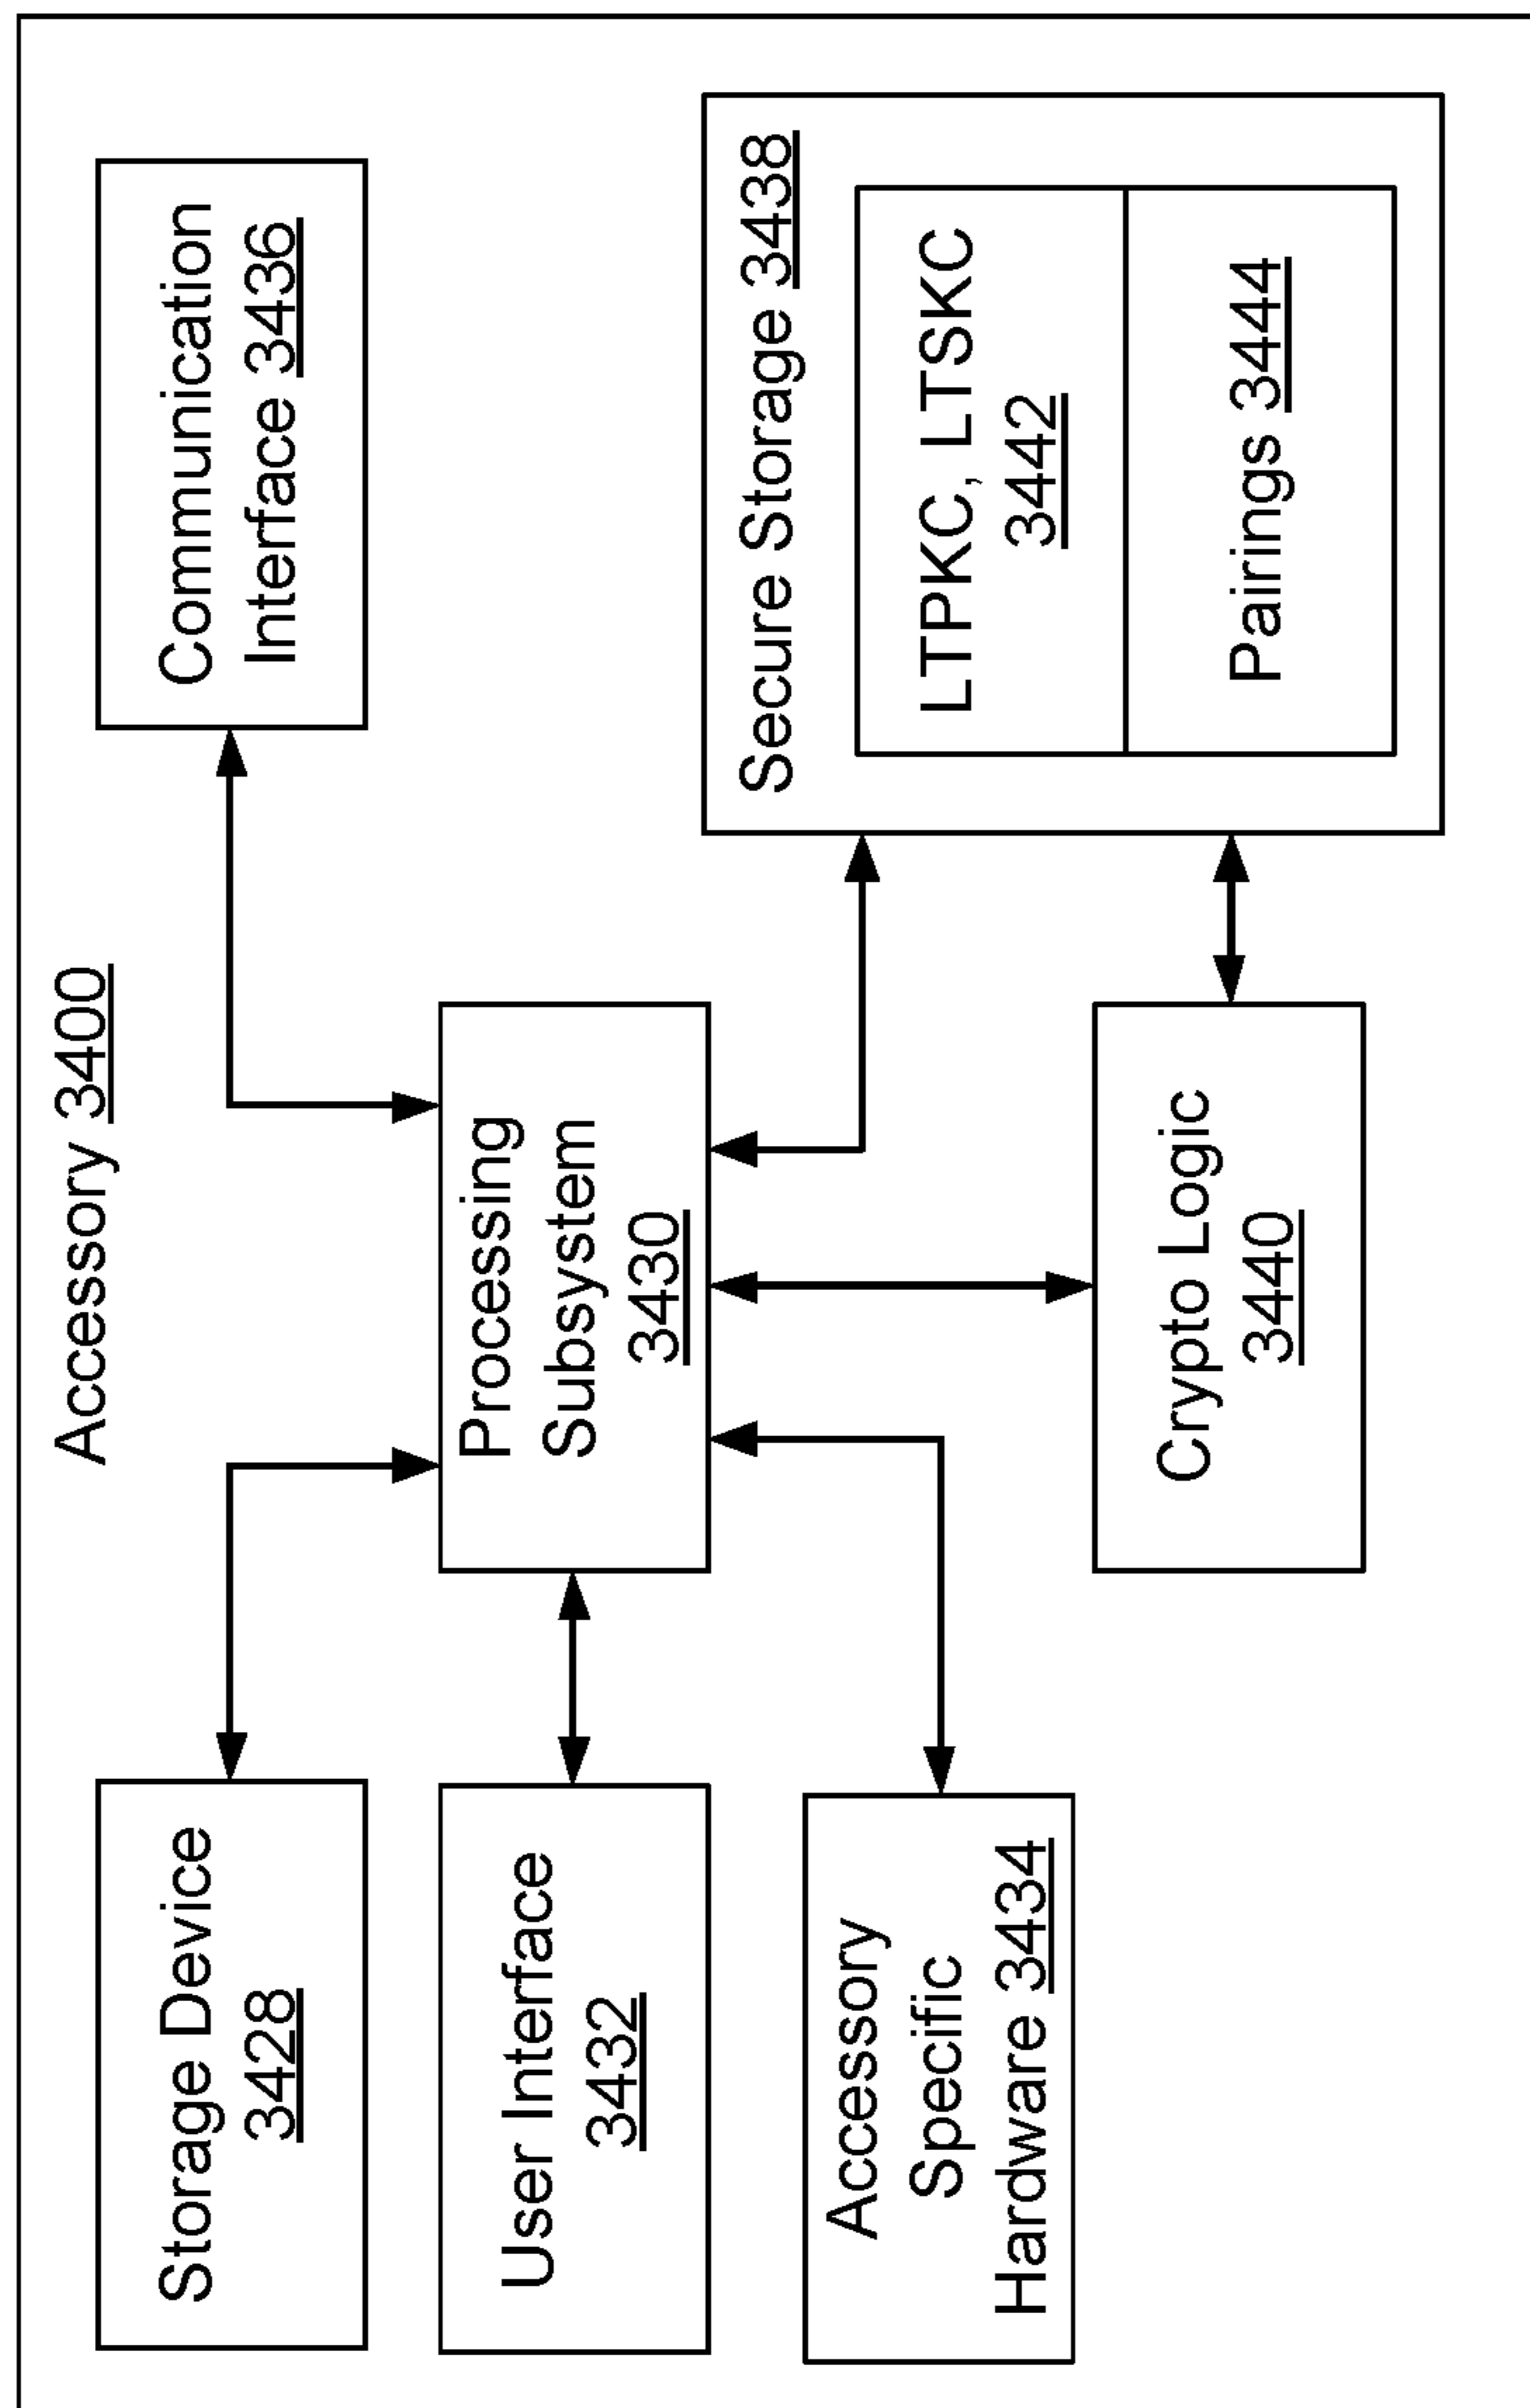 Accessory 3400
Storage Device
3428
Communication
Interface 3436
User Interface
3432
Processing
Subsystem
3430
Accessory
Specific
Hardware 3434
Secure Storage 3438
LTPKC, LTSKC
3442
Pairings 3444
Crypto Logic
3440